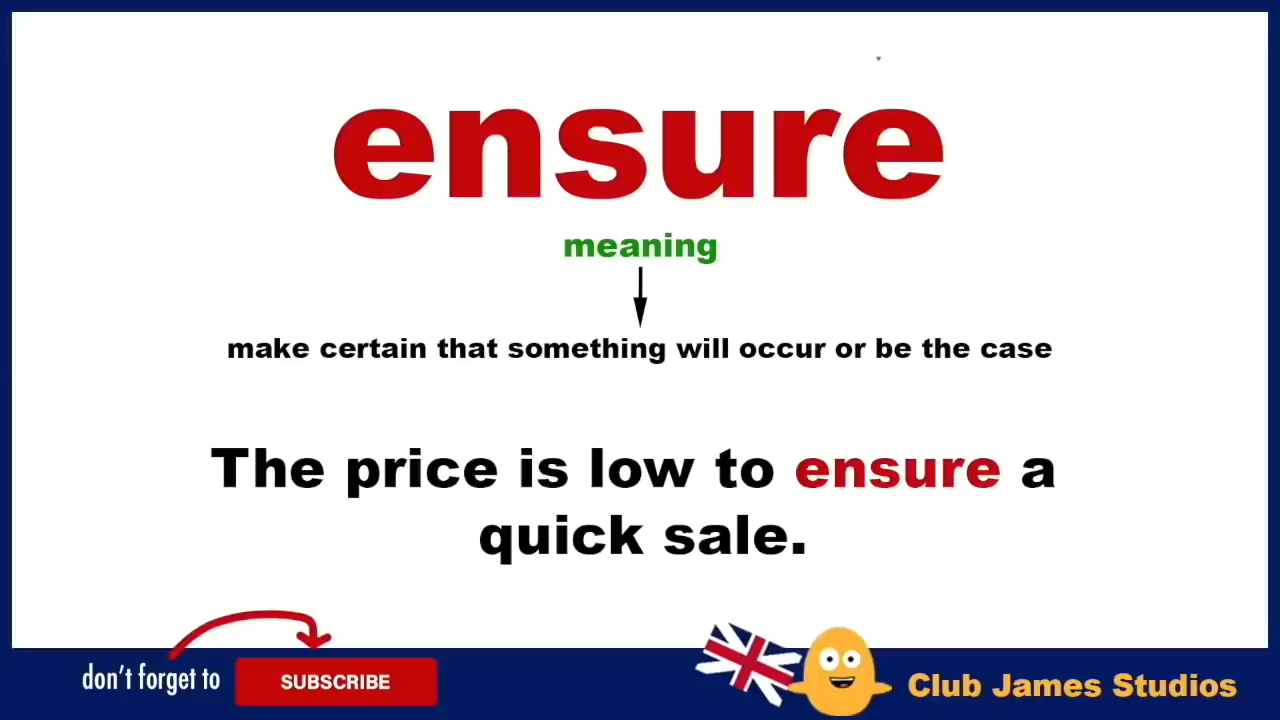 ensure
meaning
make certain that something will occur or be the case
The price is low to ensure a
quick sale.
don't forget to
SUBSCRIBE
Club James Studios